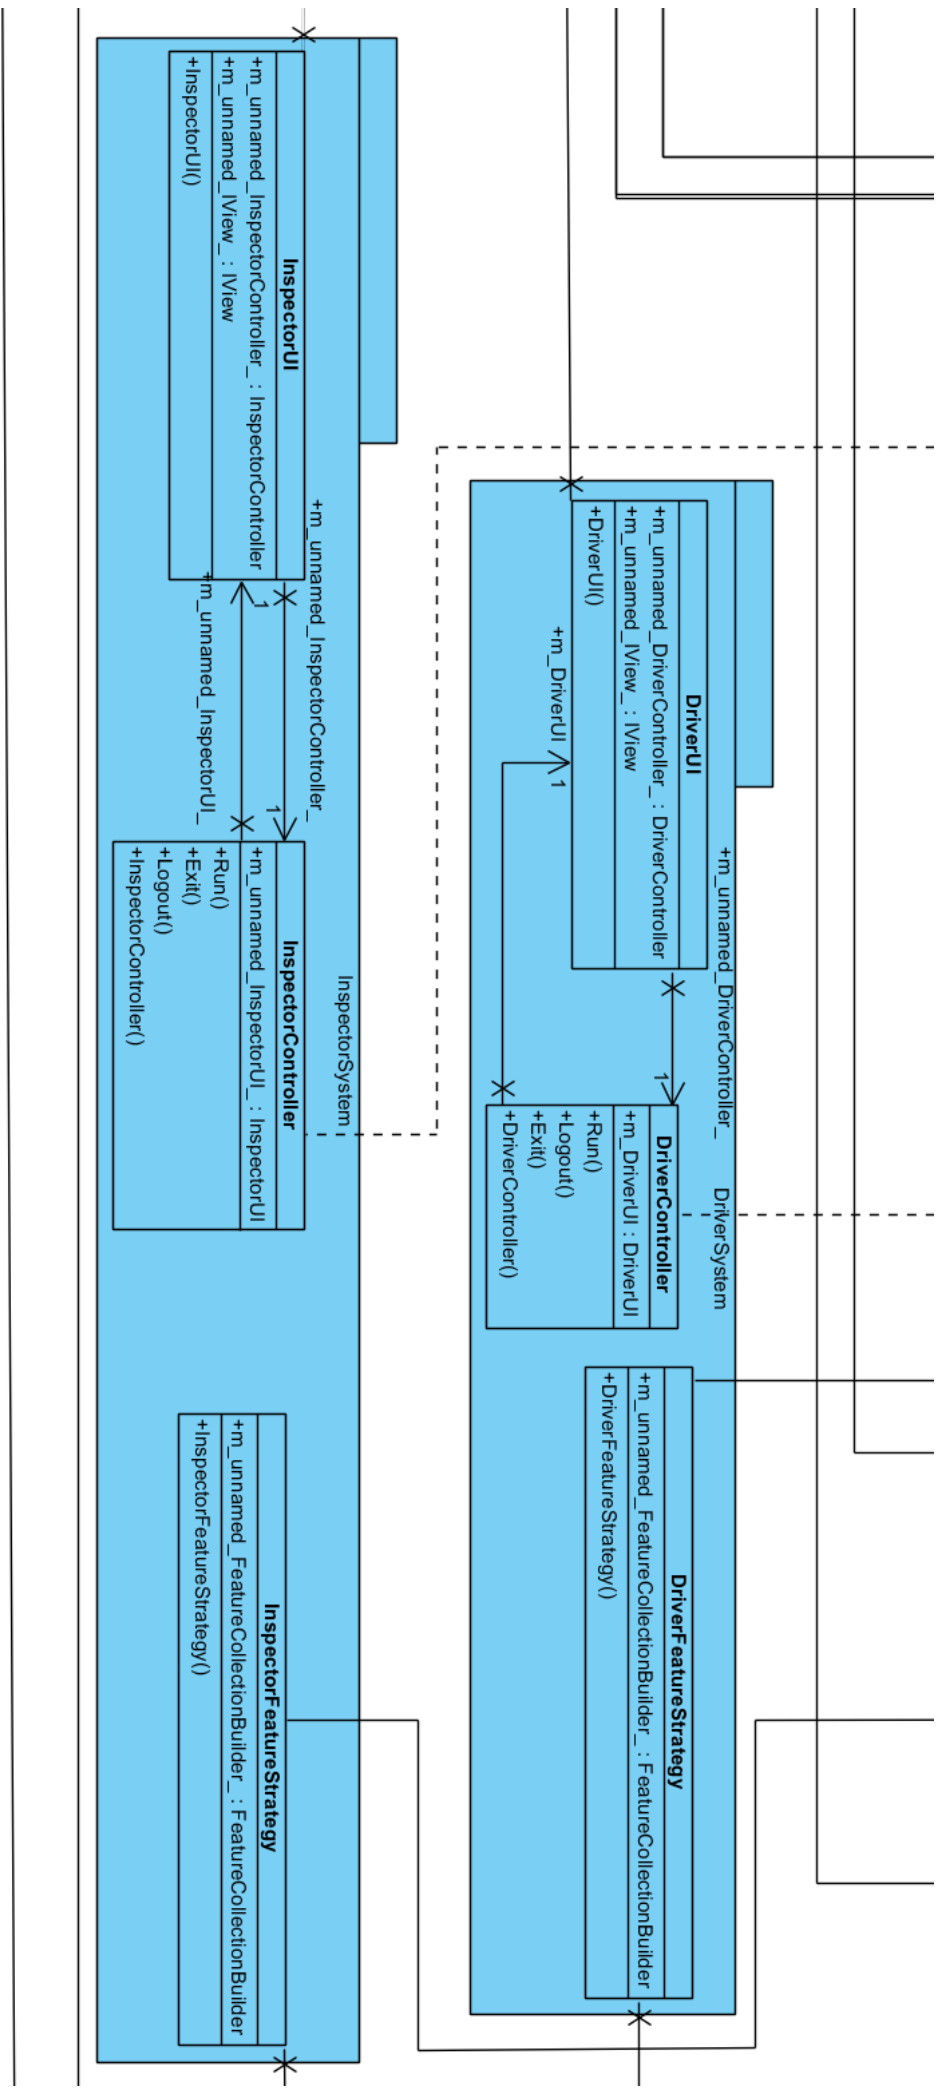 DriverSystem
+m_unnamed_DriverController_
DriverUI
+m_unnamed_DriverController_ : DriverController
+m_unnamed_IView_ : IView
+DriverUI()
1
+m_DriverUI
1
DriverController
+m_DriverUI : DriverUI
+Run()
+Logout()
+Exit()
+DriverController()
DriverFeatureStrategy
+m_unnamed_FeatureCollectionBuilder_ : FeatureCollectionBuilder
+DriverFeatureStrategy()
InspectorSystem
+m_unnamed_InspectorController_
InspectorUI
+m_unnamed_InspectorController_ : InspectorController
+m_unnamed_IView_ : IView
+InspectorUI()
1
1
+m_unnamed_InspectorUI_
InspectorController
+m_unnamed_InspectorUI_ : InspectorUI
+Run()
+Exit()
+Logout()
+InspectorController()
InspectorFeatureStrategy
+m_unnamed_FeatureCollectionBuilder_ : FeatureCollectionBuilder
+InspectorFeatureStrategy()